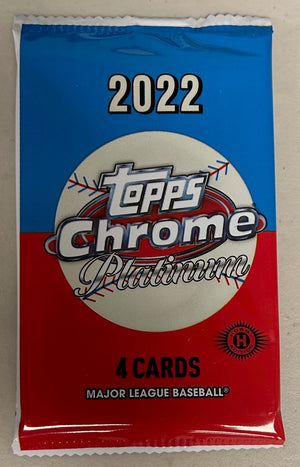 2022
Topps
Chrome
Platinum
H
4 CARDS
MAJOR LEAGUE BASEBALL®